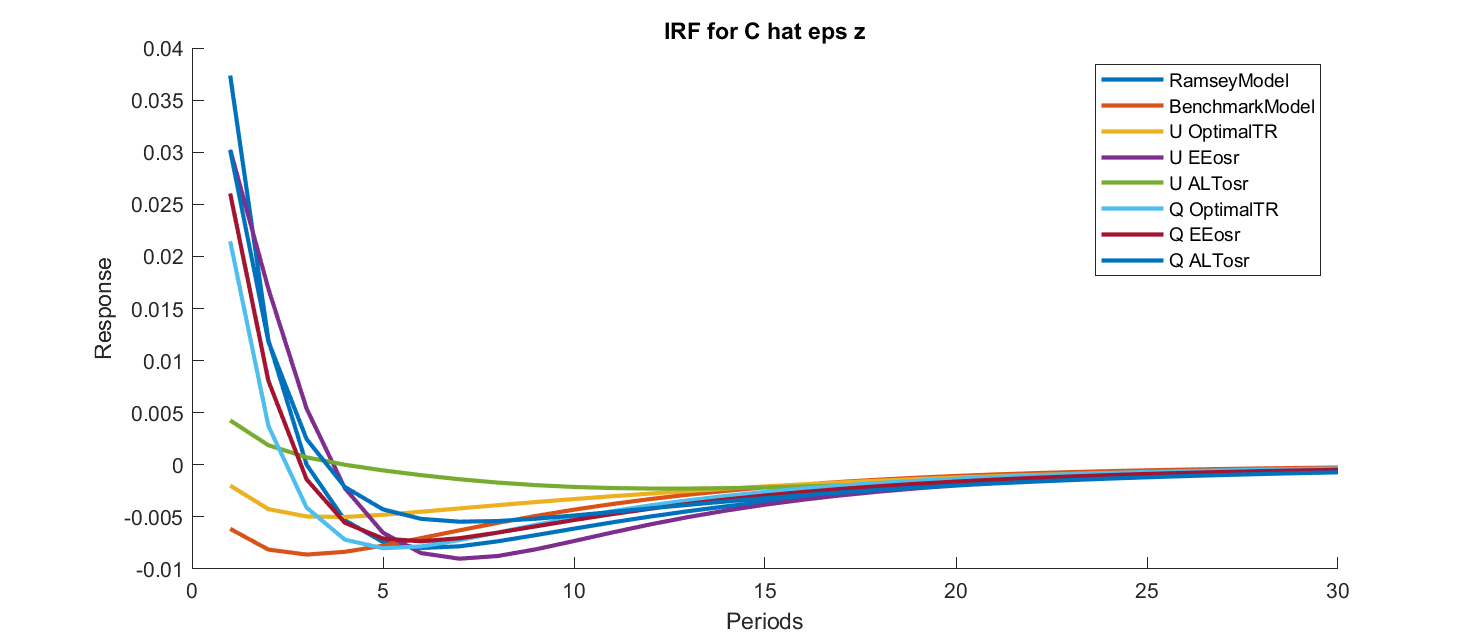 IRF for C hat eps z
0.04
0.035
0.03
0.025
0.02
0.015
0.01
0.005
0
-0.005
-0.01
Response
RamseyModel
BenchmarkModel
U OptimalTR
U EEosr
U ALTosr
Q OptimalTR
Q EEosr
Q ALTosr
0 5 10 15 20 25 30
Periods